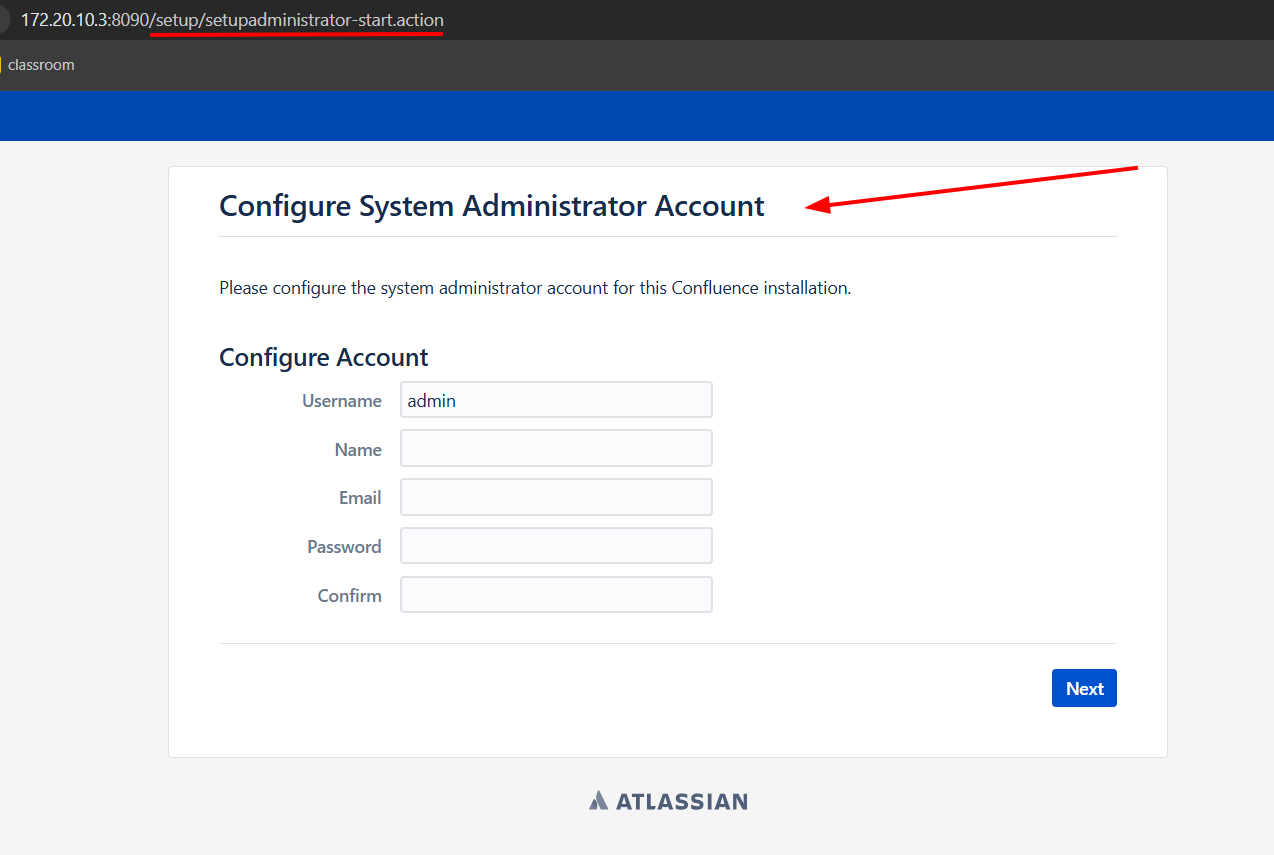 172.20.10.3:8090/setup/setupadministrator-start.action
classroom
Configure System Administrator Account
Please configure the system administrator account for this Confluence installation.
Configure Account
Username admin
Name
Email
Password
Confirm
Next
ATLASSIAN